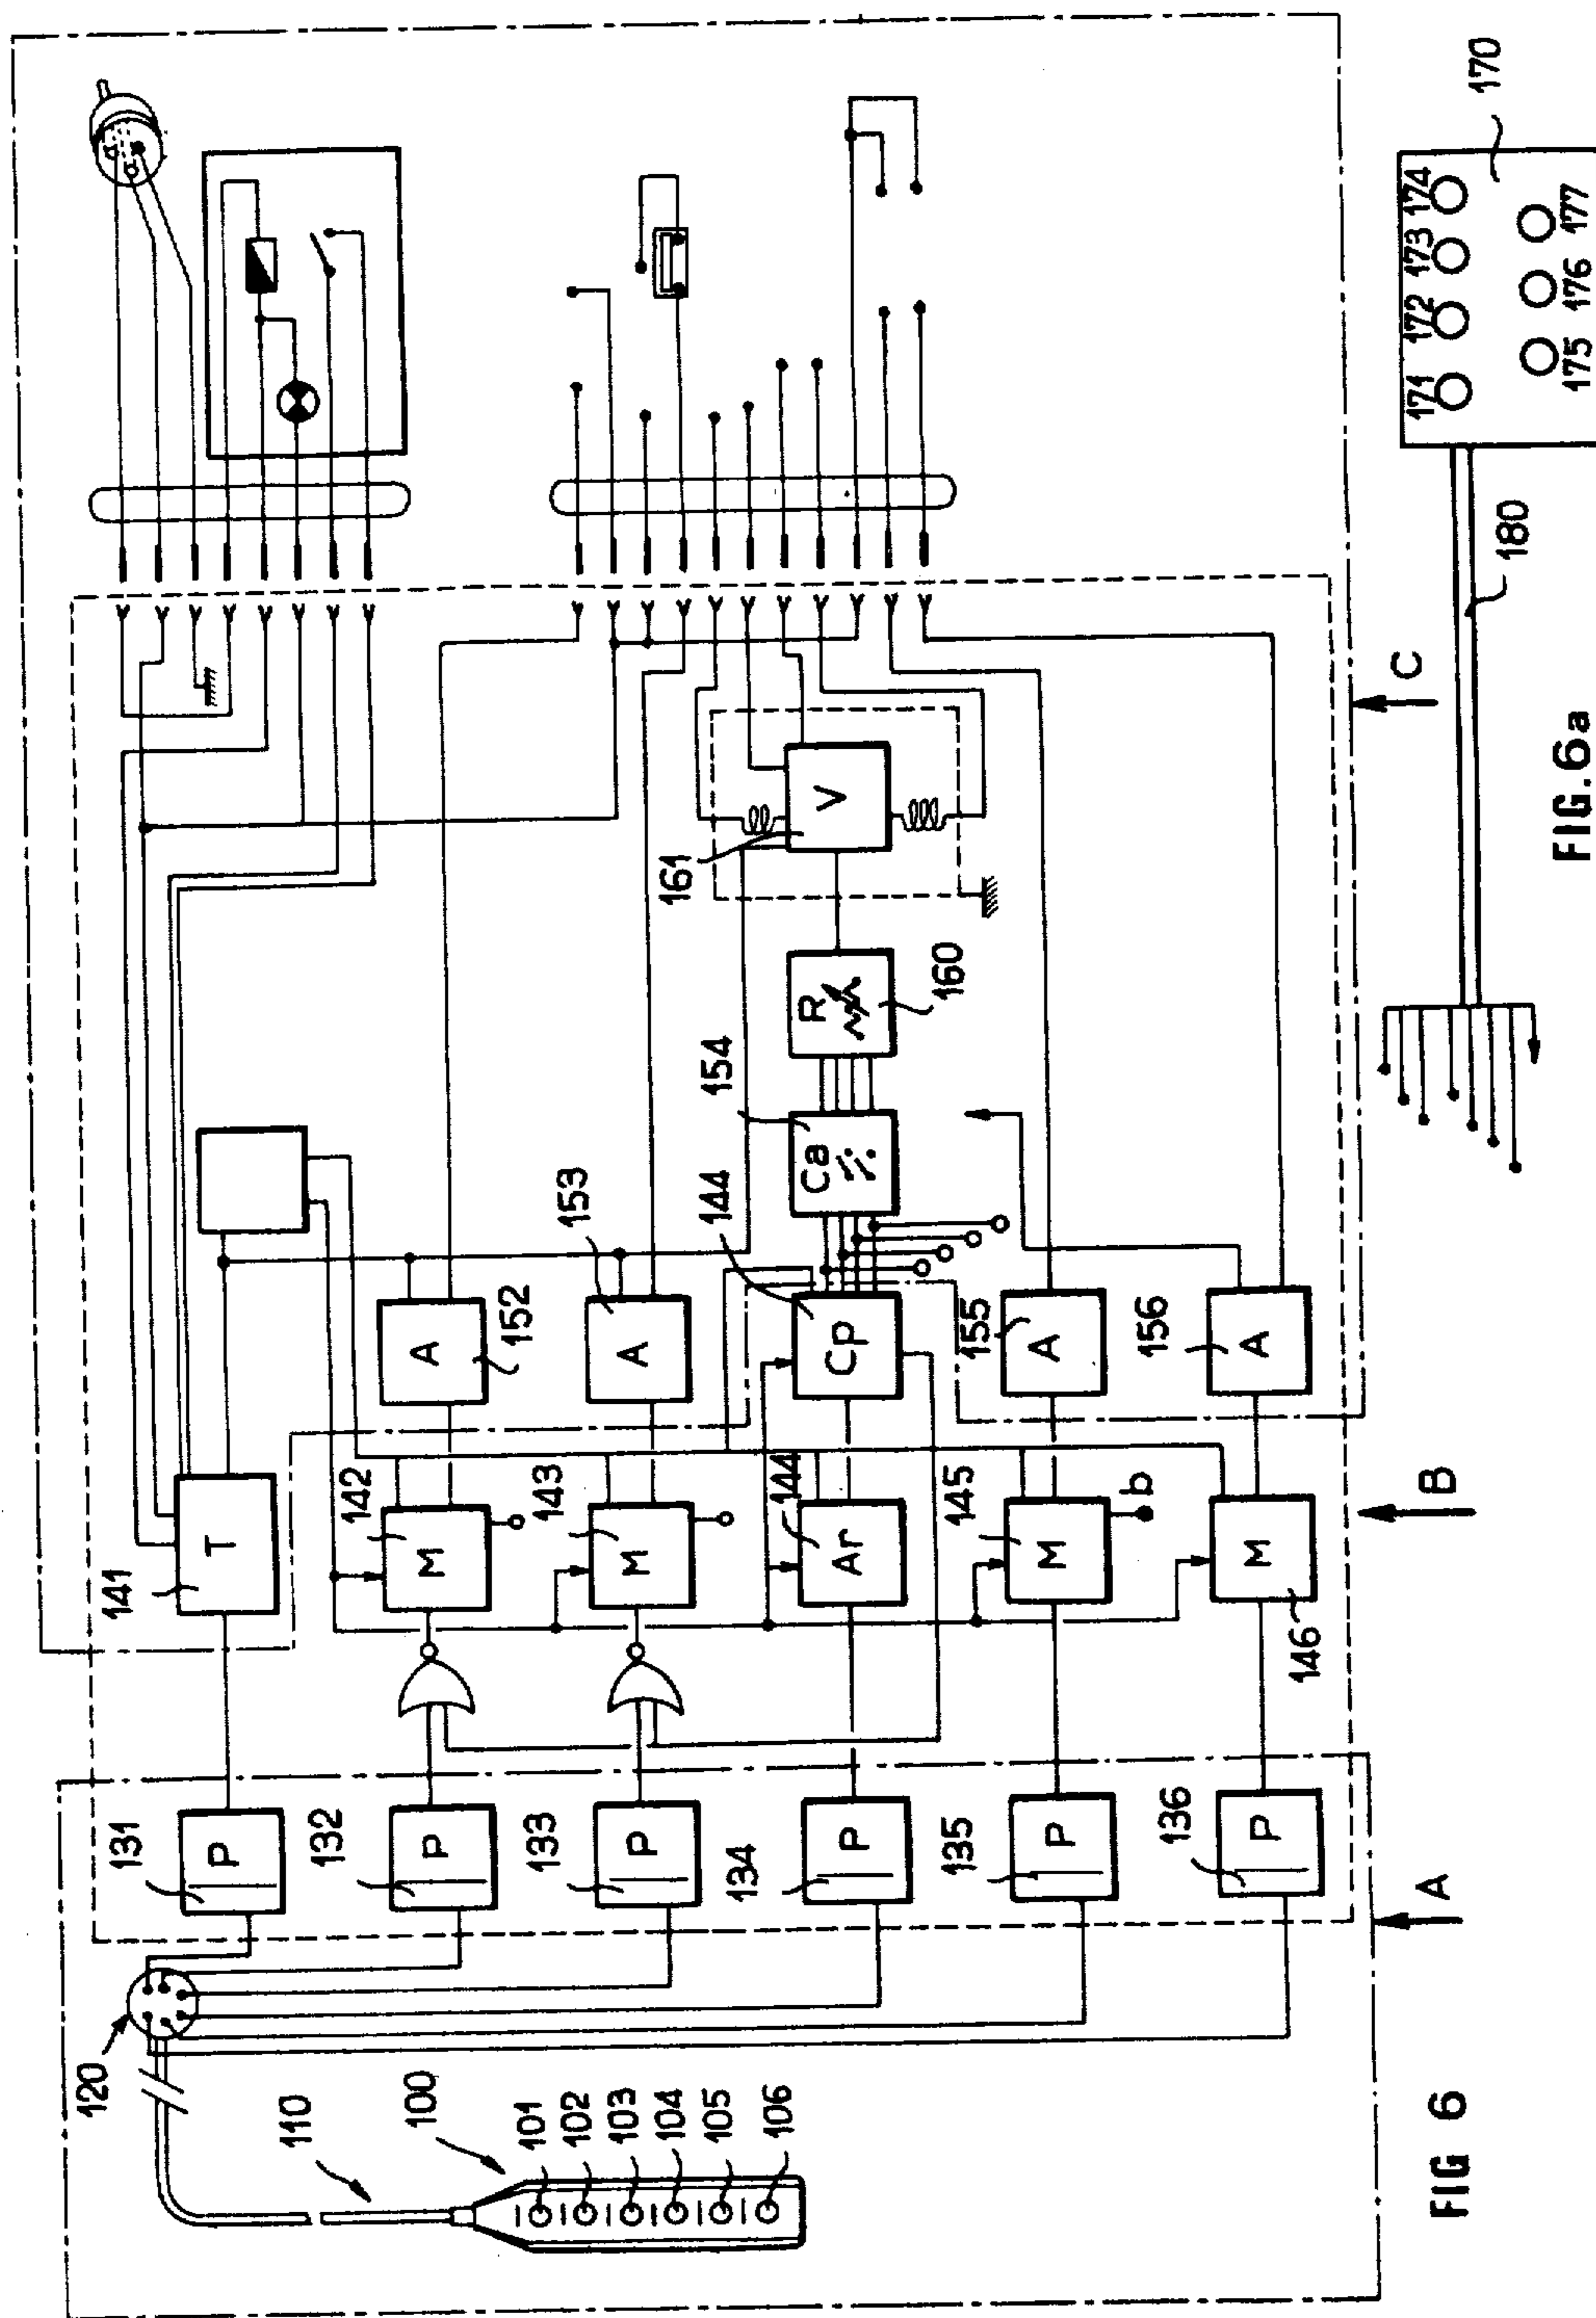 120
110
100
101
102
103
104
105
106
131
P
132
P
133
P
134
P
135
P
136
P
A
141
T
142
M
143
M
144
Ar
145
M
b
146
M
B
A
152
153
A
144
Cp
155
A
156
A
154
Ca
R
160
161
V
C
FIG 6
170
171
172
173
174
175
176
177
180
FIG.6a